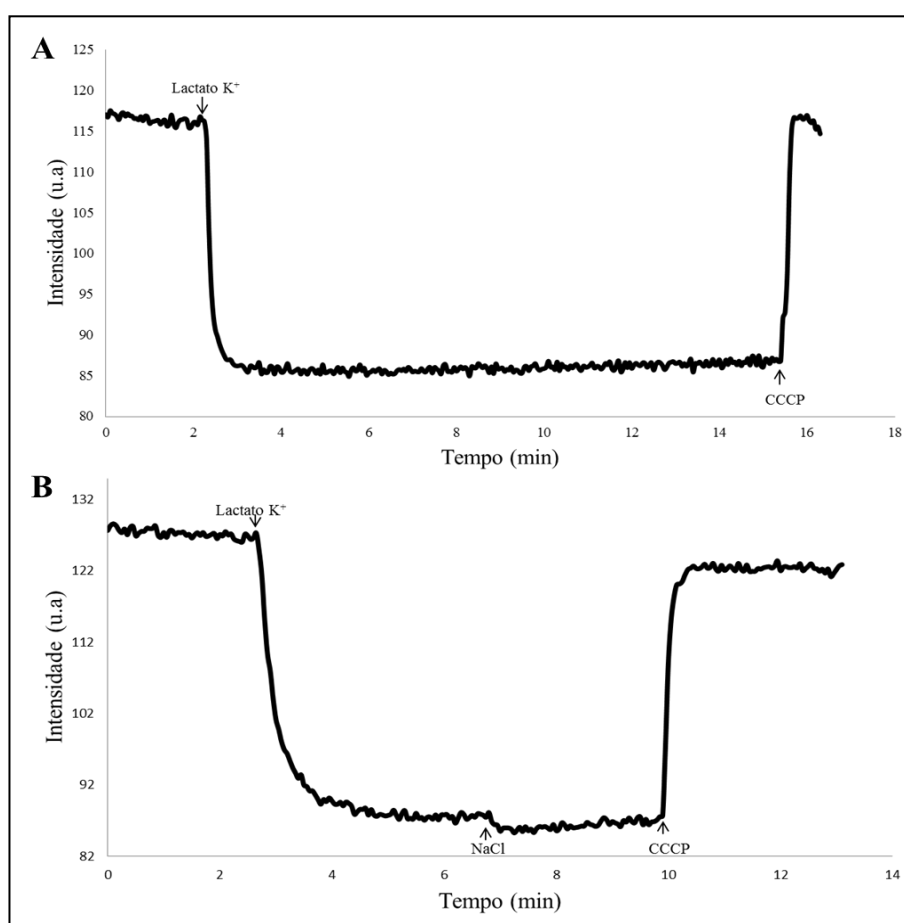 A
125
120
115
110
105
100
95
90
85
80
Intensidade (u.a)
Lactato K⁺
CCCP
0 2 4 6 8 10 12 14 16 18
Tempo (min)
B
132
122
112
102
92
82
Intensidade (u.a)
Lactato K⁺
NaCl
CCCP
0 2 4 6 8 10 12 14
Tempo (min)